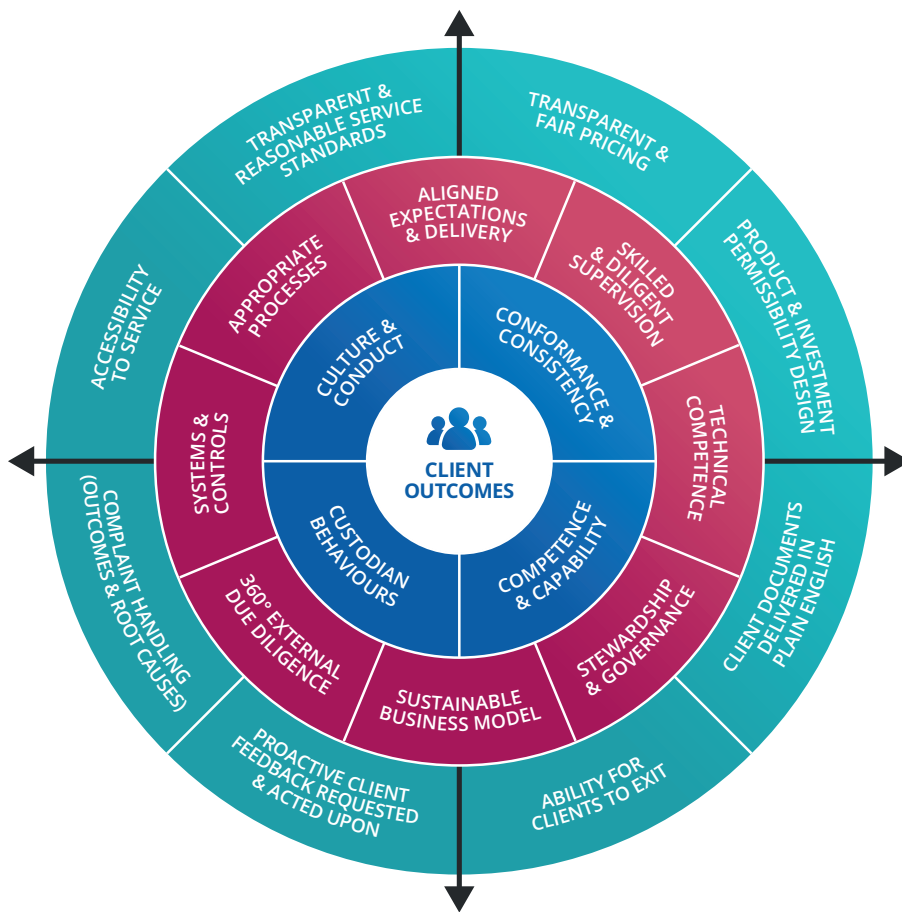 TRANSPARENT &
REASONABLE SERVICE
STANDARDS
TRANSPARENT &
FAIR PRICING
PRODUCT & INVESTMENT
PERMISSIBILITY DESIGN
CLIENT DOCUMENTS
DELIVERED IN
PLAIN ENGLISH
ABILITY FOR
CLIENTS TO EXIT
PROACTIVE CLIENT
FEEDBACK REQUESTED
& ACTED UPON
COMPLAINT HANDLING
(OUTCOMES & ROOT CAUSES)
ACCESSIBILITY
TO SERVICE
ALIGNED
EXPECTATIONS
& DELIVERY
SKILLED
& DILIGENT
SUPERVISION
TECHNICAL
COMPETENCE
STEWARDSHIP
& GOVERNANCE
SUSTAINABLE
BUSINESS MODEL
360° EXTERNAL
DUE DILIGENCE
SYSTEMS &
CONTROLS
APPROPRIATE
PROCESSES
CULTURE &
CONDUCT
CONFORMANCE &
CONSISTENCY
COMPETENCE
& CAPABILITY
CUSTODIAN
BEHAVIOURS
CLIENT
OUTCOMES